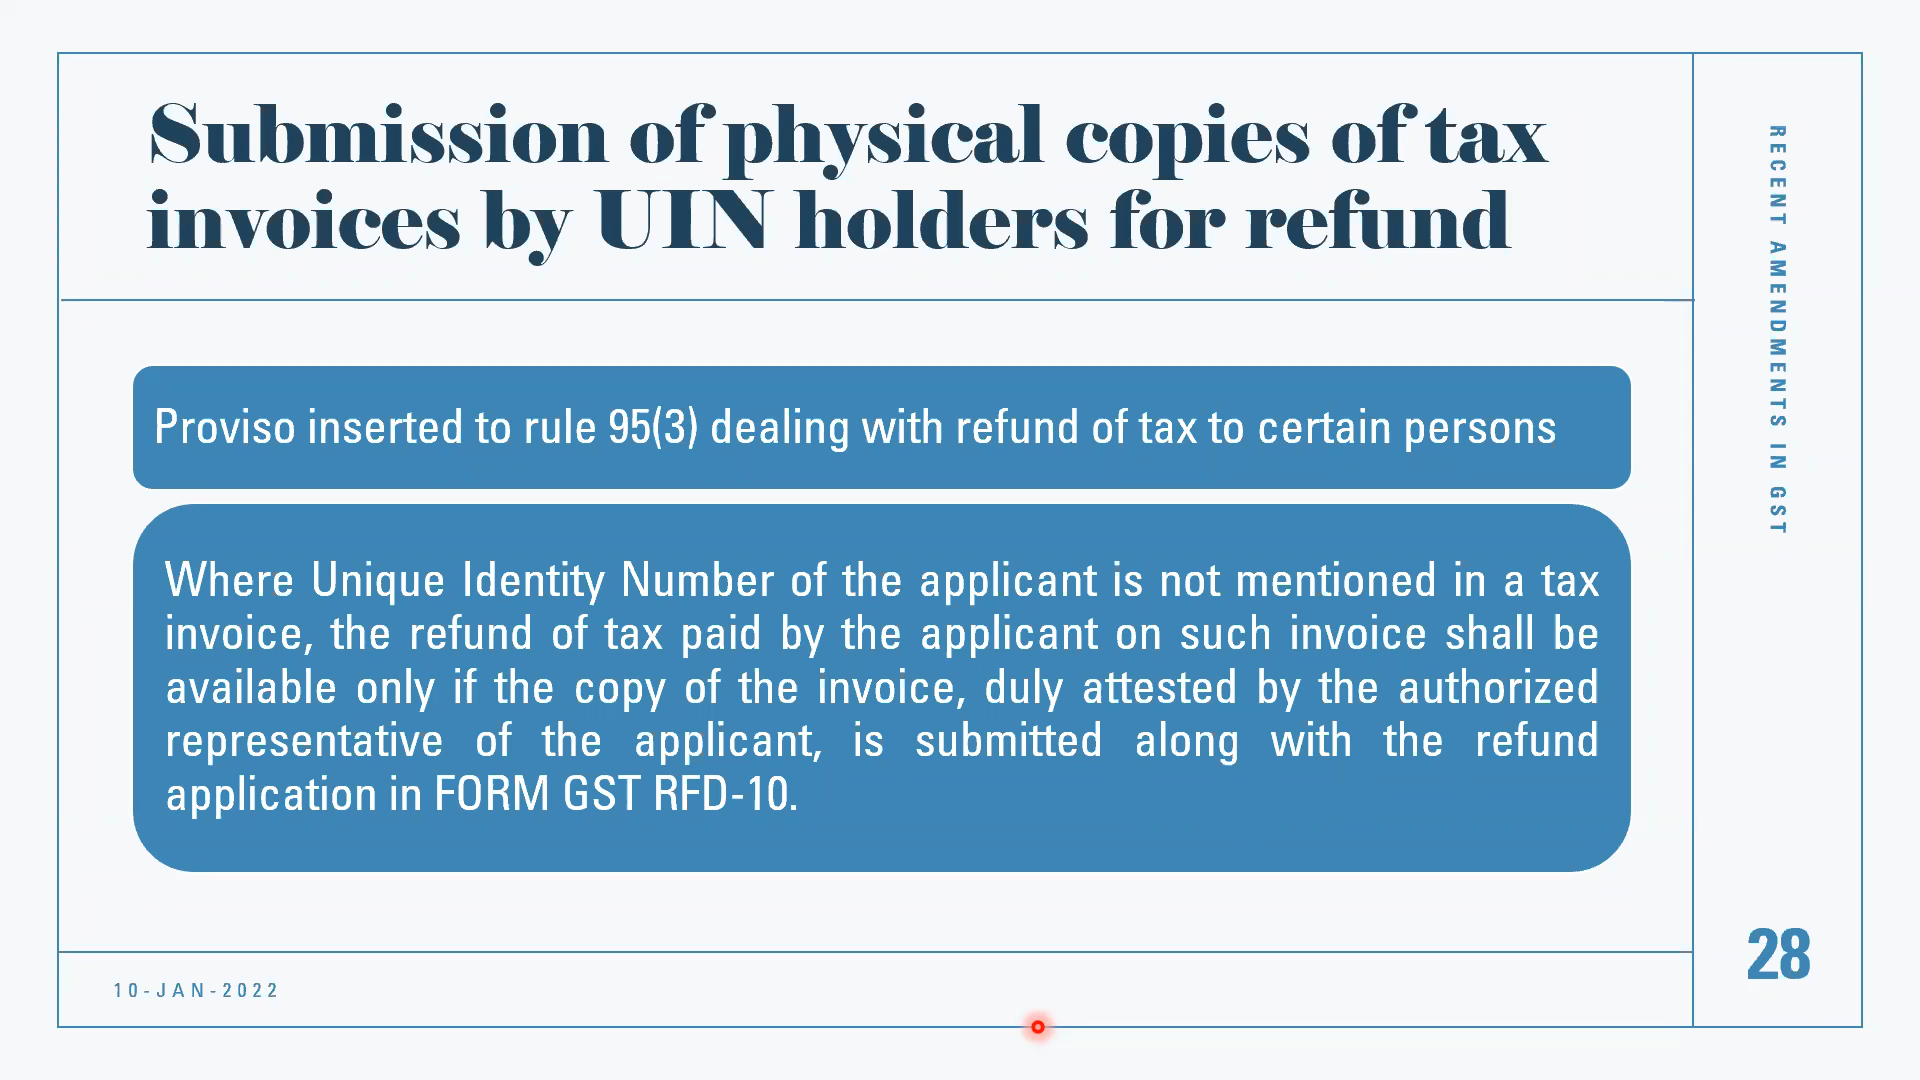 Submission of physical copies of tax
invoices by UIN holders for refund
Proviso inserted to rule 95(3) dealing with refund of tax to certain persons
Where Unique Identity Number of the applicant is not mentioned in a tax
invoice, the refund of tax paid by the applicant on such invoice shall be
available only if the copy of the invoice, duly attested by the authorized
representative of the applicant, is submitted along with the refund
application in FORM GST RFD-10.
RECENT AMENDMENTS IN GST
10-JAN-2022
28